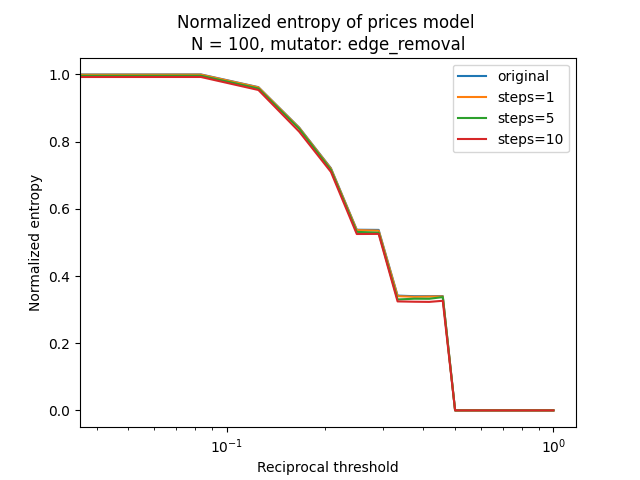 Normalized entropy of prices model
N = 100, mutator: edge_removal
original
steps=1
steps=5
steps=10
Normalized entropy
1.0
0.8
0.6
0.4
0.2
0.0
10⁻¹
10⁰
Reciprocal threshold